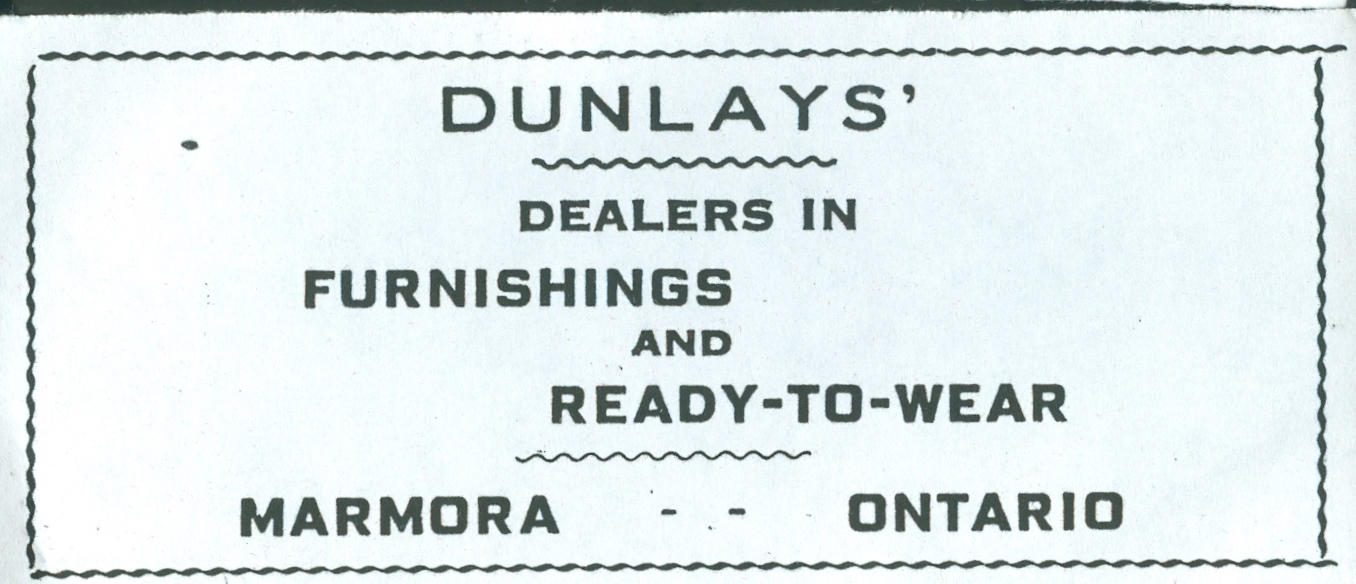 DUNLAYS'
DEALERS IN
FURNISHINGS
AND
READY-TO-WEAR
MARMORA - - ONTARIO